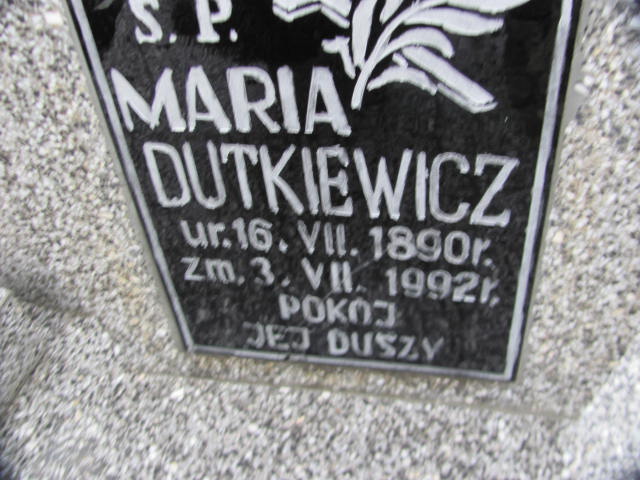 Ś. P.
MARIA
DUTKIEWICZ
ur. 16. VII. 1890r.
zm. 3. VII. 1992r.
POKÓJ
JEJ DUSZY